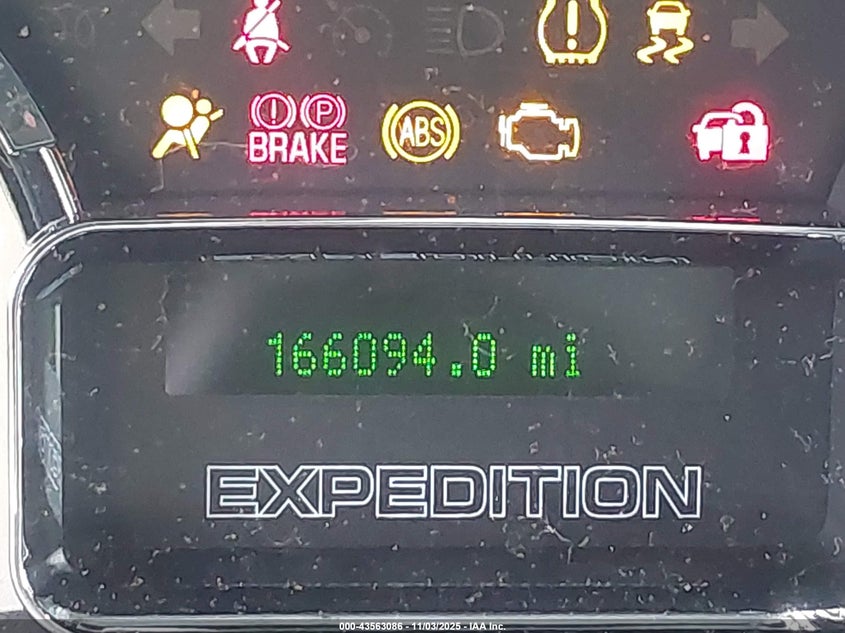 (!) (P)
BRAKE
(ABS)
166094.0 mi
EXPEDITION
000-43563086 - 11/03/2025 - IAA Inc.